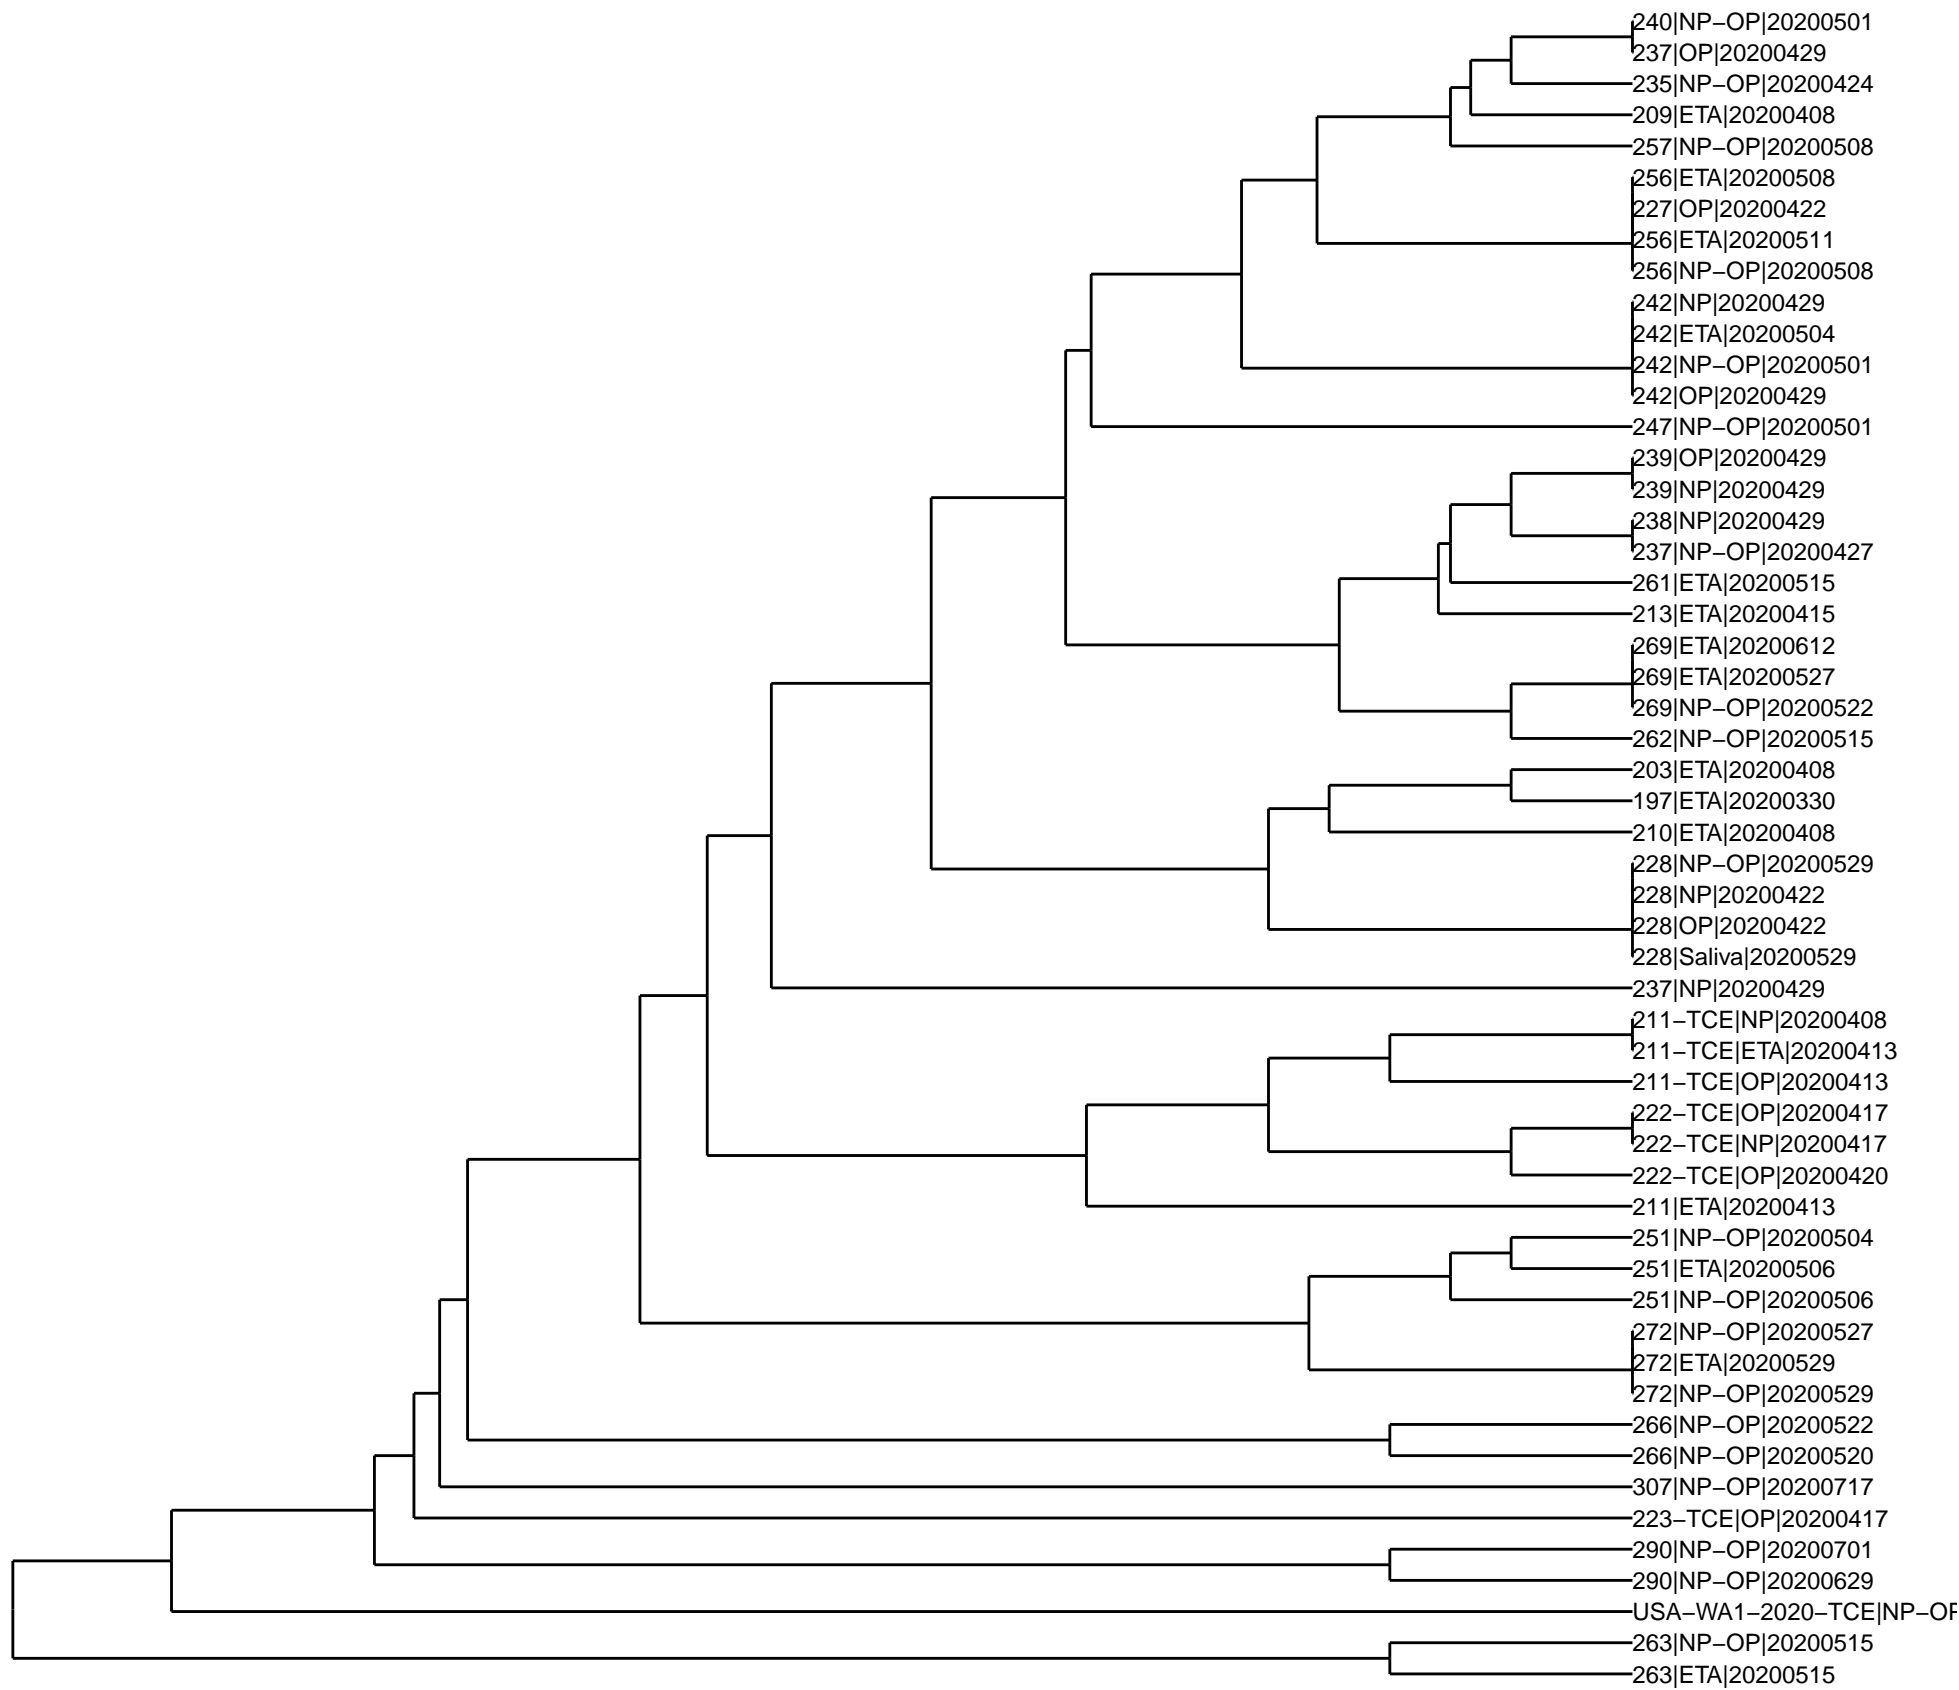 240|NP–OP|20200501
237|OP|20200429
235|NP–OP|20200424
209|ETA|20200408
257|NP–OP|20200508
256|ETA|20200508
227|OP|20200422
256|ETA|20200511
256|NP–OP|20200508
242|NP|20200429
242|ETA|20200504
242|NP–OP|20200501
242|OP|20200429
247|NP–OP|20200501
239|OP|20200429
239|NP|20200429
238|NP|20200429
237|NP–OP|20200427
261|ETA|20200515
213|ETA|20200415
269|ETA|20200612
269|ETA|20200527
269|NP–OP|20200522
262|NP–OP|20200515
203|ETA|20200408
197|ETA|20200330
210|ETA|20200408
228|NP–OP|20200529
228|NP|20200422
228|OP|20200422
228|Saliva|20200529
237|NP|20200429
211–TCE|NP|20200408
211–TCE|ETA|20200413
211–TCE|OP|20200413
222–TCE|OP|20200417
222–TCE|NP|20200417
222–TCE|OP|20200420
211|ETA|20200413
251|NP–OP|20200504
251|ETA|20200506
251|NP–OP|20200506
272|NP–OP|20200527
272|ETA|20200529
272|NP–OP|20200529
266|NP–OP|20200522
266|NP–OP|20200520
307|NP–OP|20200717
223–TCE|OP|20200417
290|NP–OP|20200701
290|NP–OP|20200629
USA–WA1–2020–TCE|NP–OP
263|NP–OP|20200515
263|ETA|20200515